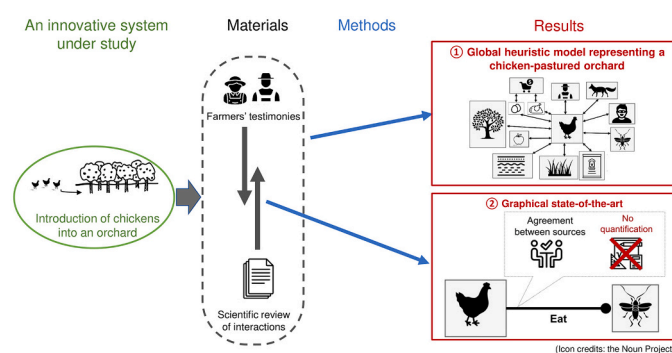 An innovative system
under study
Materials
Methods
Results
Farmers' testimonies
Scientific review
of interactions
Introduction of chickens
into an orchard
① Global heuristic model representing a
chicken-pastured orchard
② Graphical state-of-the-art
Agreement
between sources
No
quantification
Eat
(Icon credits: the Noun Project